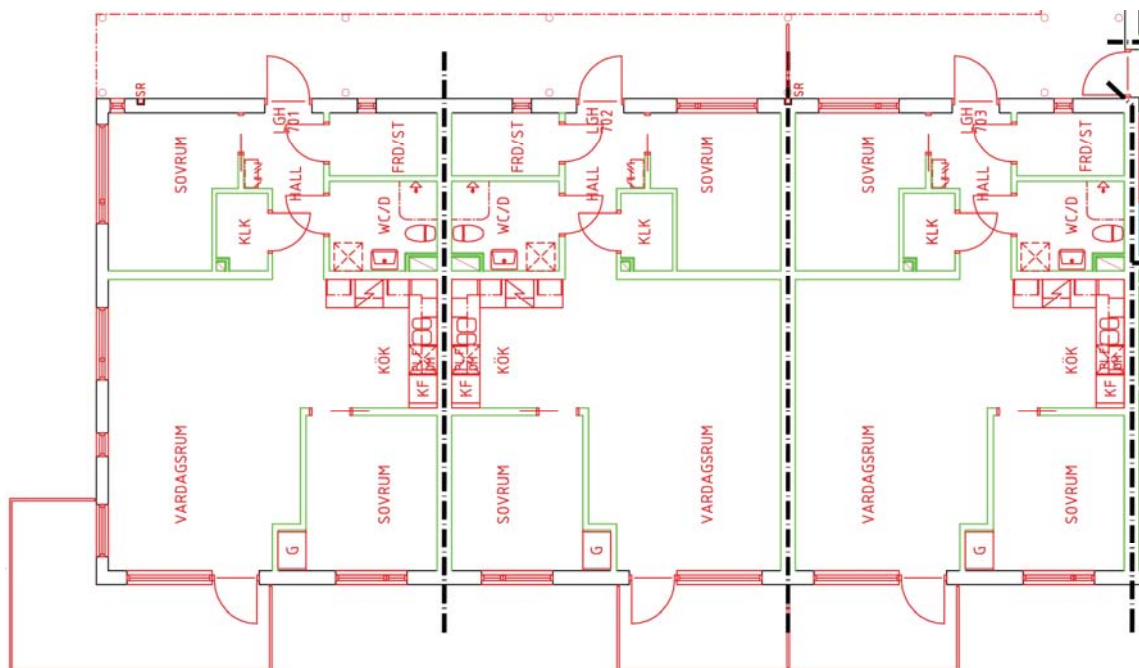 SR
SOVRUM
LGH
701
HALL
FRD/ST
KLK
WC/D
KÖK
KF
VARDAGSRUM
SOVRUM
G
FRD/ST
LGH
702
HALL
SOVRUM
WC/D
KLK
KF
KÖK
SOVRUM
VARDAGSRUM
G
SR
SOVRUM
LGH
703
HALL
FRD/ST
KLK
WC/D
KÖK
KF
VARDAGSRUM
SOVRUM
G